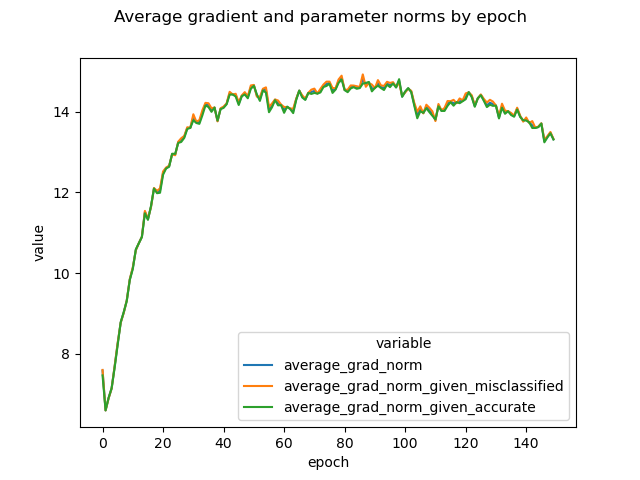 Average gradient and parameter norms by epoch
value
14
12
10
8
variable
average_grad_norm
average_grad_norm_given_misclassified
average_grad_norm_given_accurate
0 20 40 60 80 100 120 140
epoch